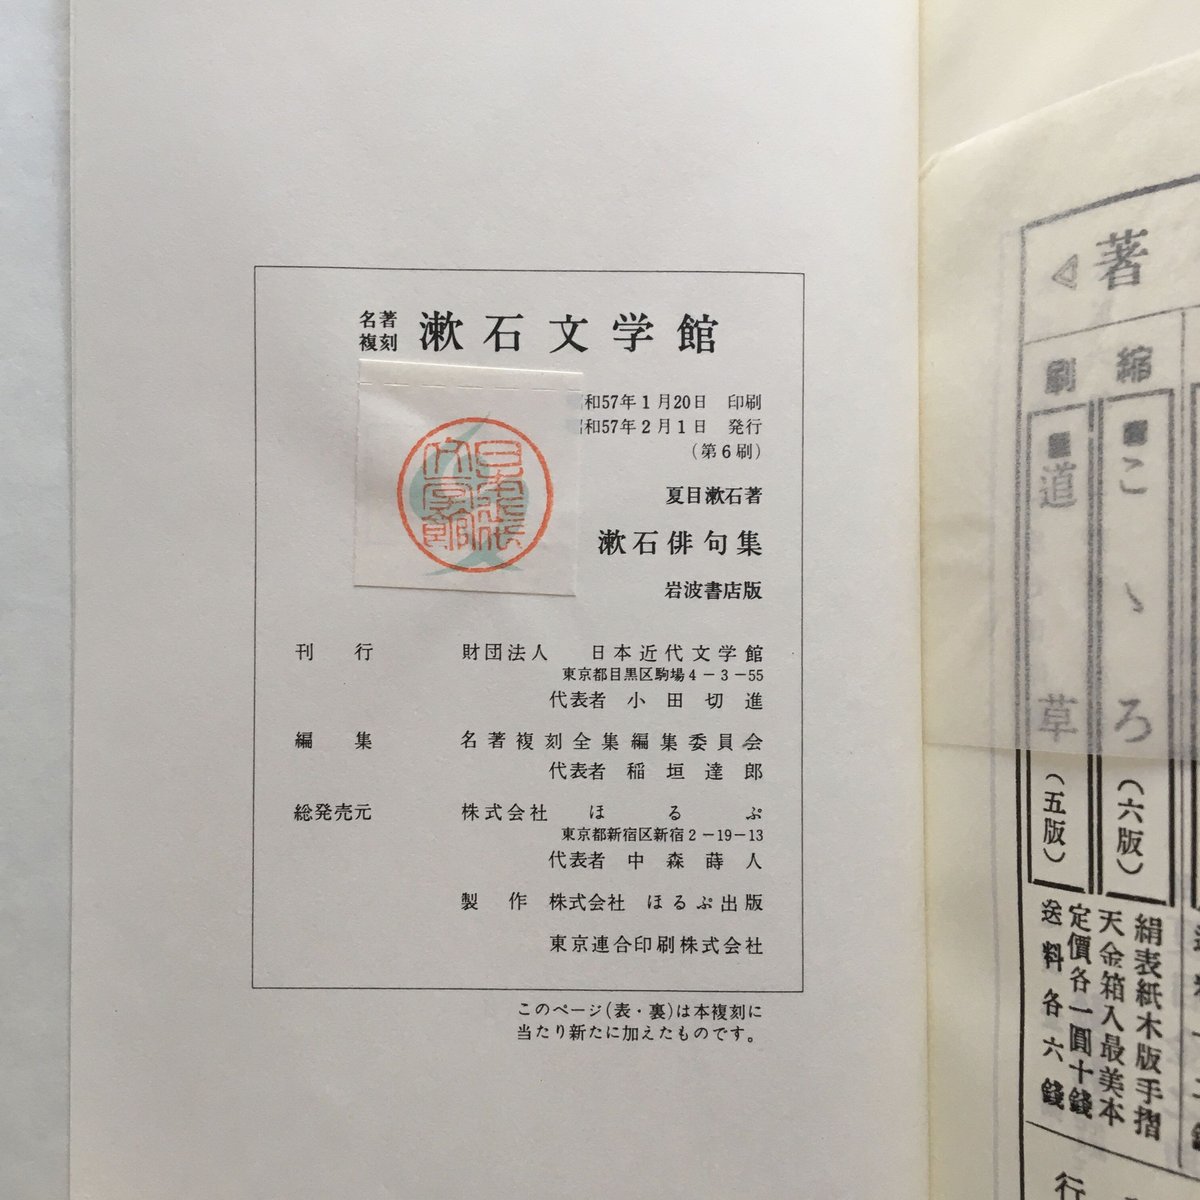 名著
複刻
漱石文学館
和57年1月20日 印刷
和57年2月1日 発行
（第6刷）
夏目漱石著
漱石俳句集
岩波書店版
日本近代
文学館
刊行 財団法人 日本近代文学館
東京都目黒区駒場4－3－55
代表者 小田切進
編集 名著複刻全集編集委員会
代表者 稲垣達郎
総発売元 株式会社 ほるぷ
東京都新宿区新宿2－19－13
代表者 中森蒔人
製作 株式会社 ほるぷ出版
東京連合印刷株式会社
このページ（表・裏）は本複刻に
当たり新たに加えたものです。
著
縮刷
こゝろ（六版）
道草（五版）
絹表紙木版手摺
天金箱入最美本
定價各一圓十錢
送料各六錢
行